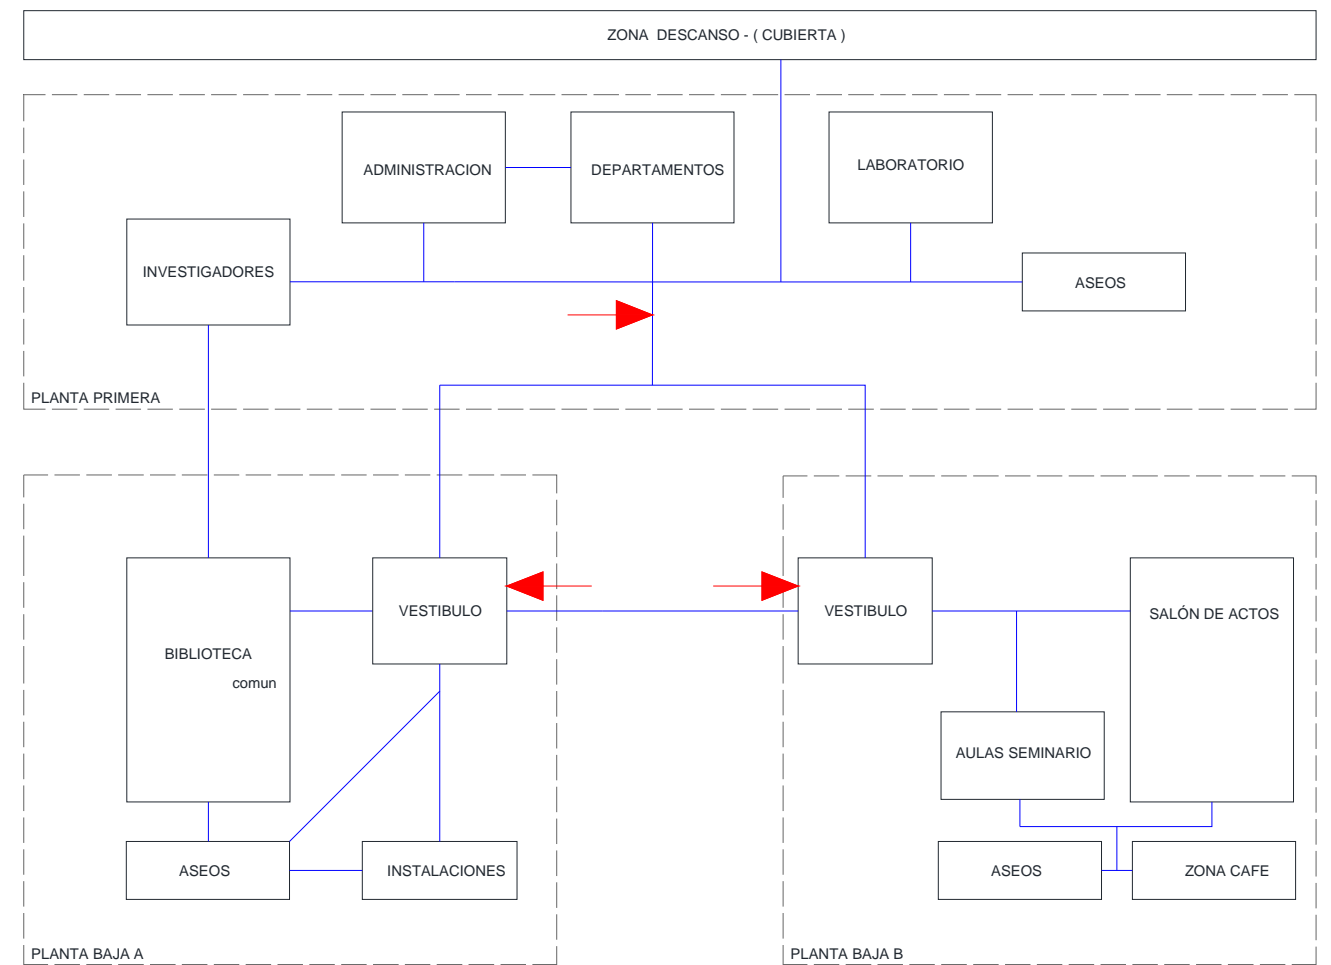 ZONA DESCANSO - ( CUBIERTA )
ADMINISTRACION
DEPARTAMENTOS
LABORATORIO
INVESTIGADORES
ASEOS
PLANTA PRIMERA
BIBLIOTECA
comun
VESTIBULO
VESTIBULO
SALÓN DE ACTOS
AULAS SEMINARIO
ASEOS
INSTALACIONES
ASEOS
ZONA CAFE
PLANTA BAJA A
PLANTA BAJA B